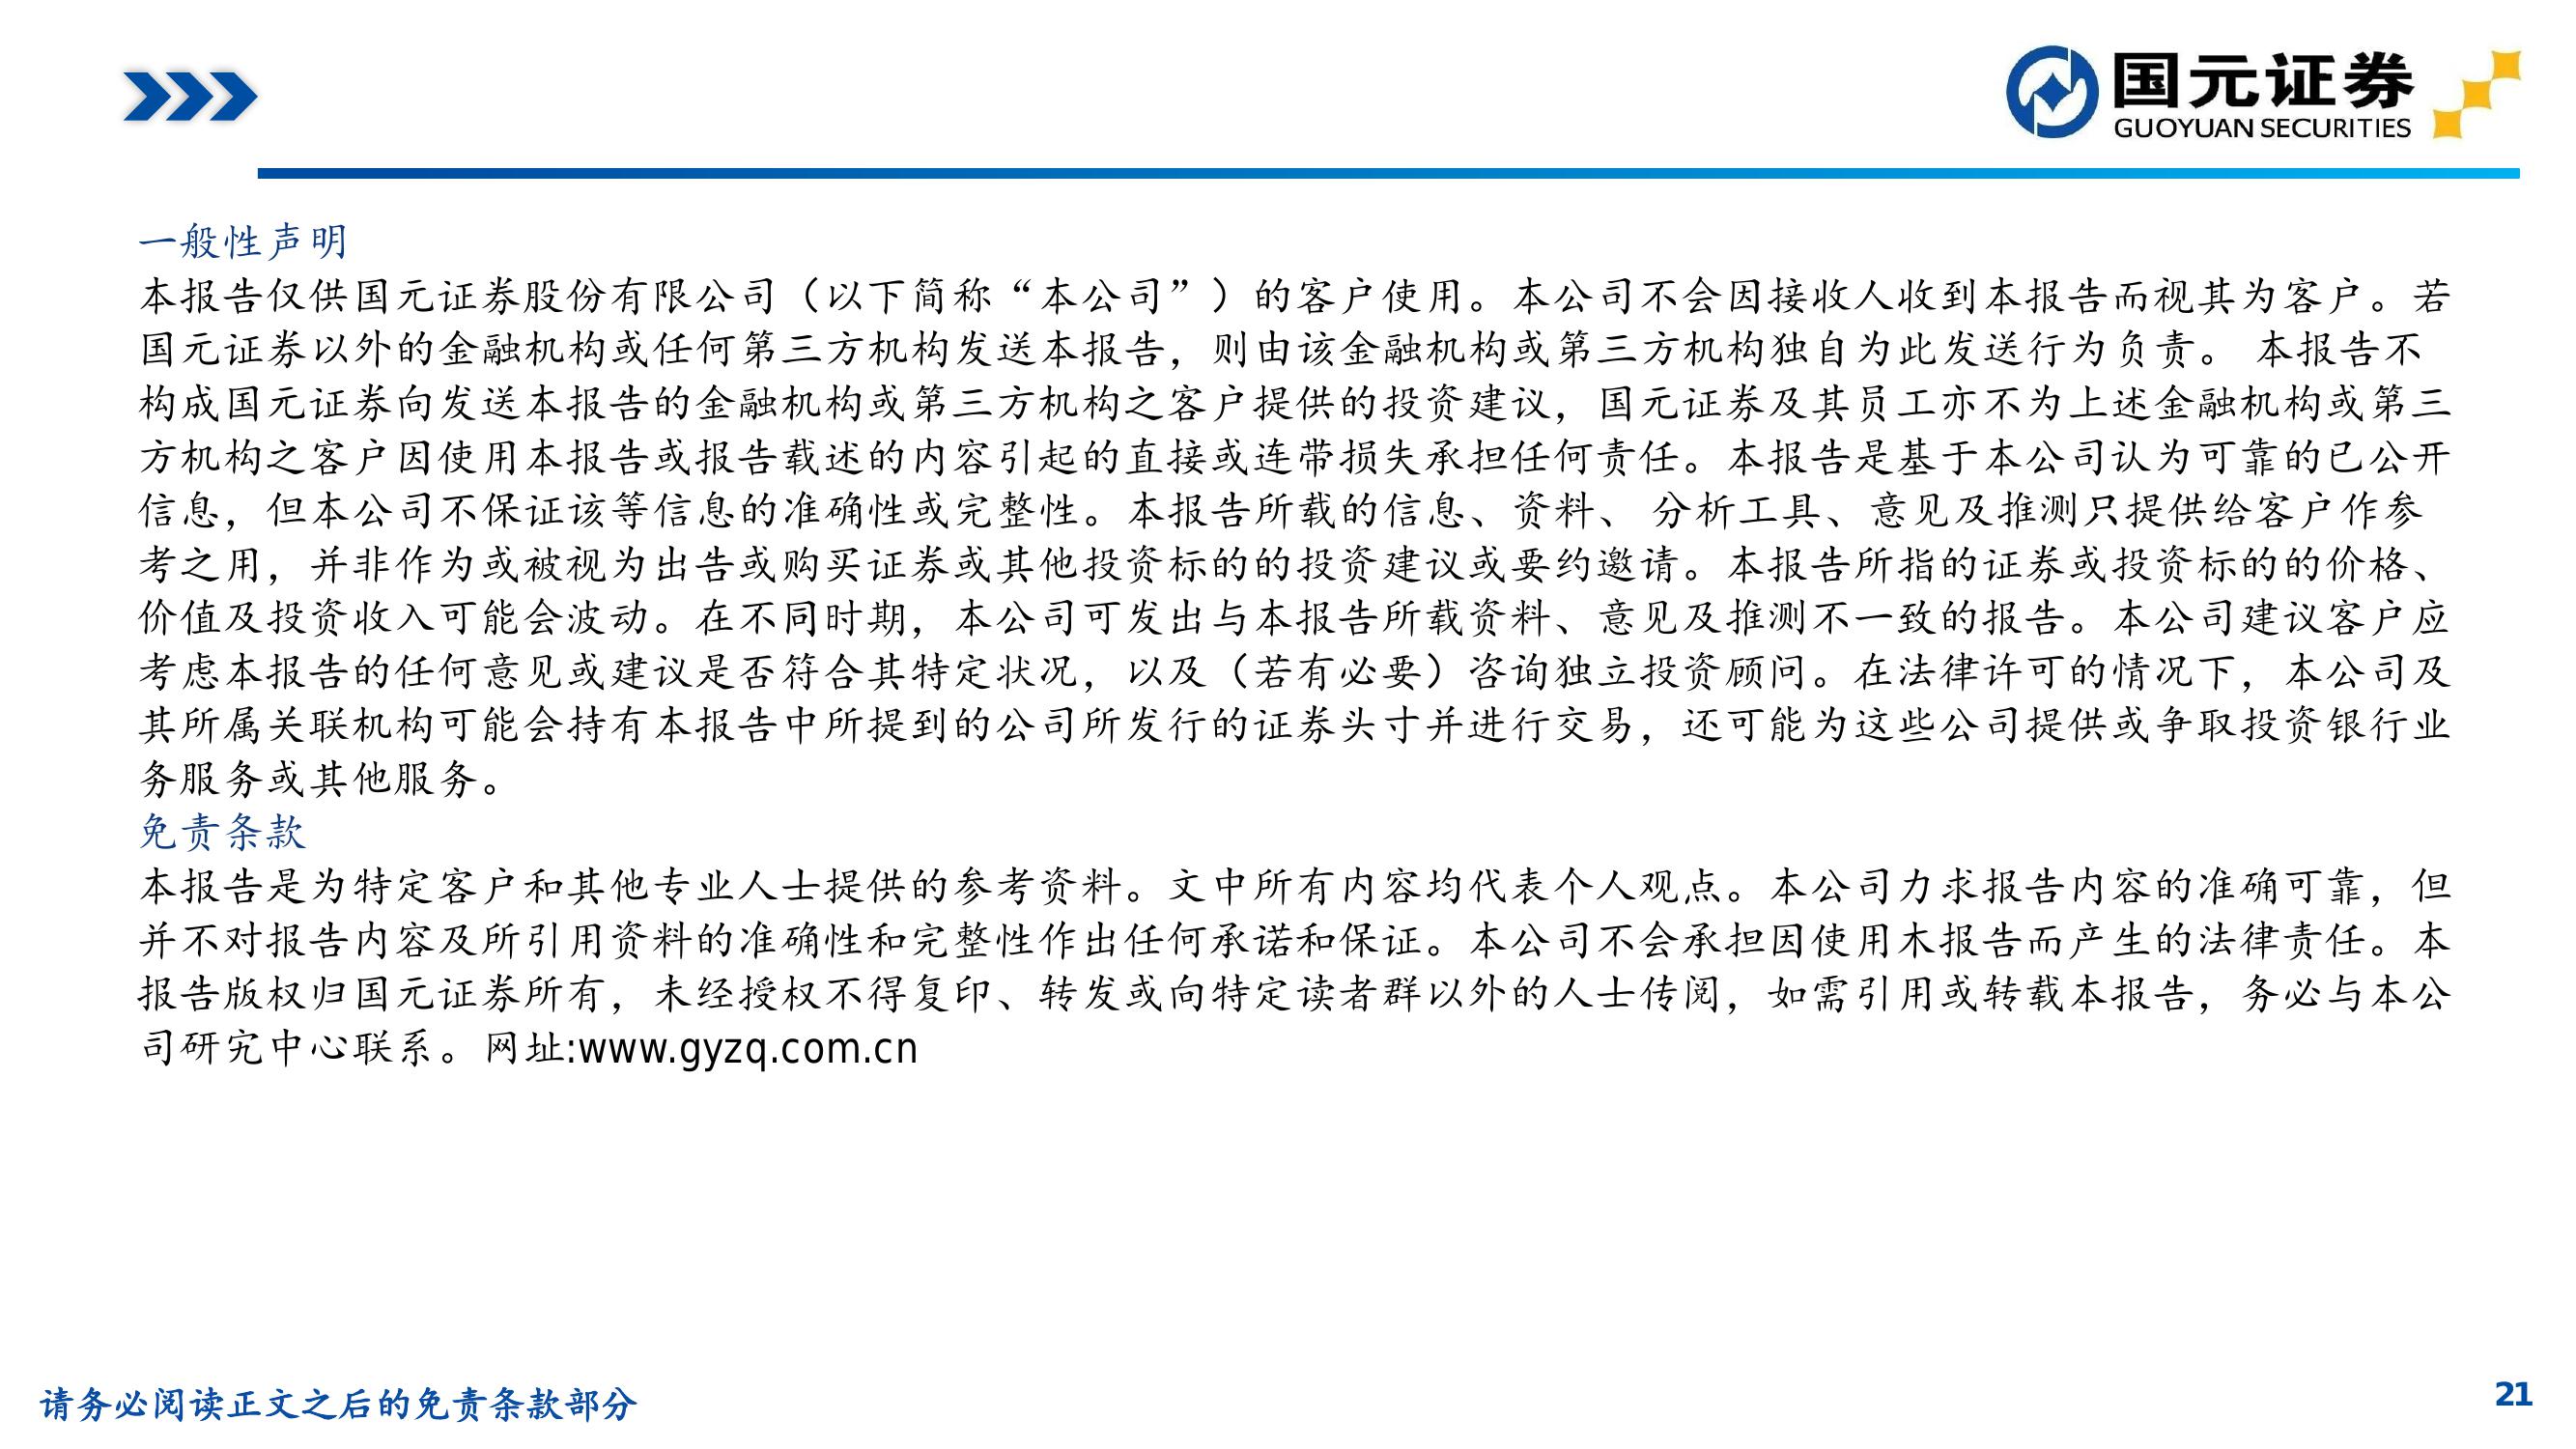 国元证券
GUOYUAN SECURITIES
一般性声明
本报告仅供国元证券股份有限公司（以下简称“本公司”）的客户使用。本公司不会因接收人收到本报告而视其为客户。若
国元证券以外的金融机构或任何第三方机构发送本报告，则由该金融机构或第三方机构独自为此发送行为负责。 本报告不
构成国元证券向发送本报告的金融机构或第三方机构之客户提供的投资建议，国元证券及其员工亦不为上述金融机构或第三
方机构之客户因使用本报告或报告载述的内容引起的直接或连带损失承担任何责任。本报告是基于本公司认为可靠的已公开
信息，但本公司不保证该等信息的准确性或完整性。本报告所载的信息、资料、 分析工具、意见及推测只提供给客户作参
考之用，并非作为或被视为出告或购买证券或其他投资标的的投资建议或要约邀请。本报告所指的证券或投资标的的价格、
价值及投资收入可能会波动。在不同时期，本公司可发出与本报告所载资料、意见及推测不一致的报告。本公司建议客户应
考虑本报告的任何意见或建议是否符合其特定状况，以及（若有必要）咨询独立投资顾问。在法律许可的情况下，本公司及
其所属关联机构可能会持有本报告中所提到的公司所发行的证券头寸并进行交易，还可能为这些公司提供或争取投资银行业
务服务或其他服务。
免责条款
本报告是为特定客户和其他专业人士提供的参考资料。文中所有内容均代表个人观点。本公司力求报告内容的准确可靠，但
并不对报告内容及所引用资料的准确性和完整性作出任何承诺和保证。本公司不会承担因使用木报告而产生的法律责任。本
报告版权归国元证券所有，未经授权不得复印、转发或向特定读者群以外的人士传阅，如需引用或转载本报告，务必与本公
司研究中心联系。网址:www.gyzq.com.cn
请务必阅读正文之后的免责条款部分
21